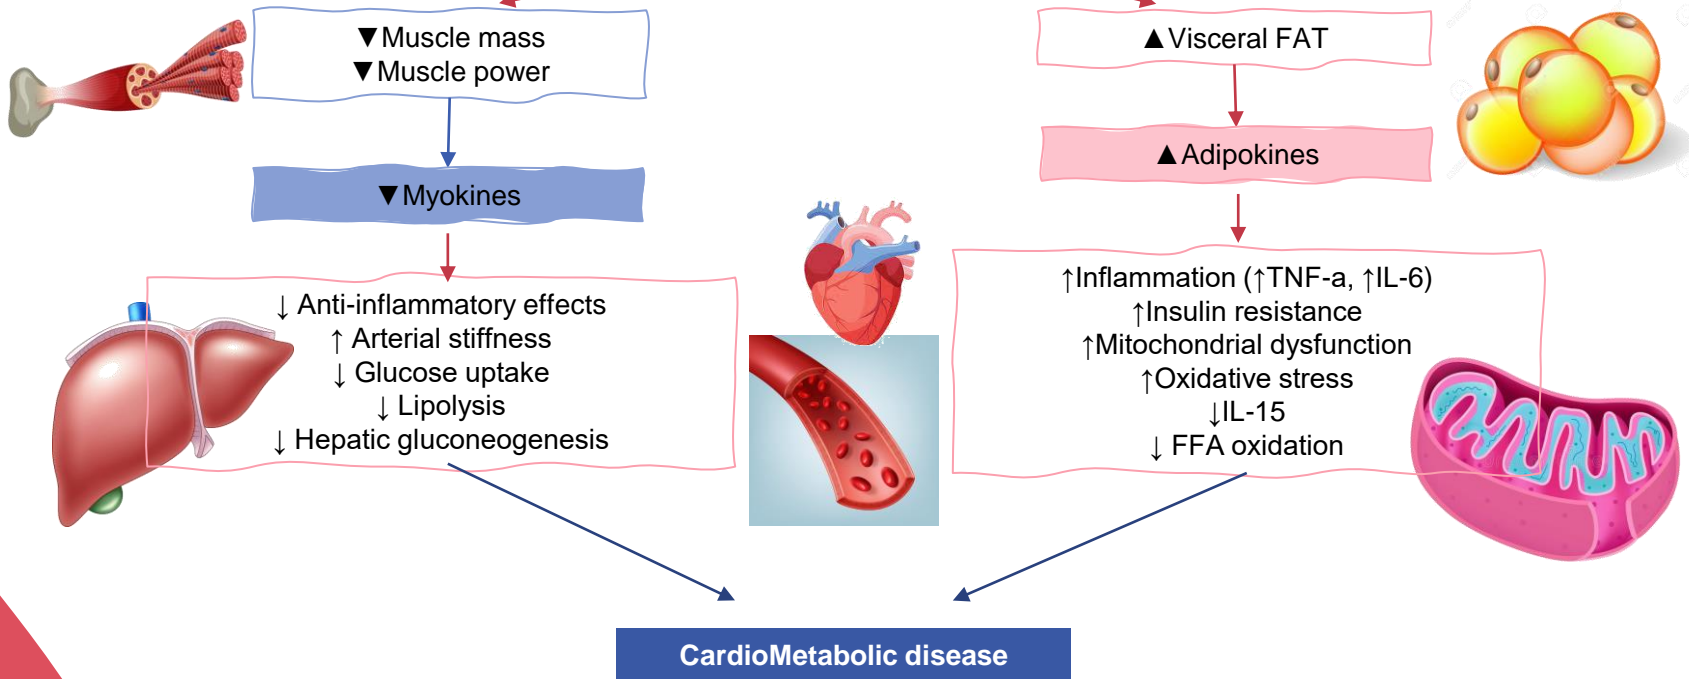 ▼Muscle mass
▼Muscle power
▼Myokines
↓ Anti-inflammatory effects
↑ Arterial stiffness
↓ Glucose uptake
↓ Lipolysis
↓ Hepatic gluconeogenesis
▲Visceral FAT
▲Adipokines
↑Inflammation (↑TNF-a, ↑IL-6)
↑Insulin resistance
↑Mitochondrial dysfunction
↑Oxidative stress
↓IL-15
↓ FFA oxidation
CardioMetabolic disease